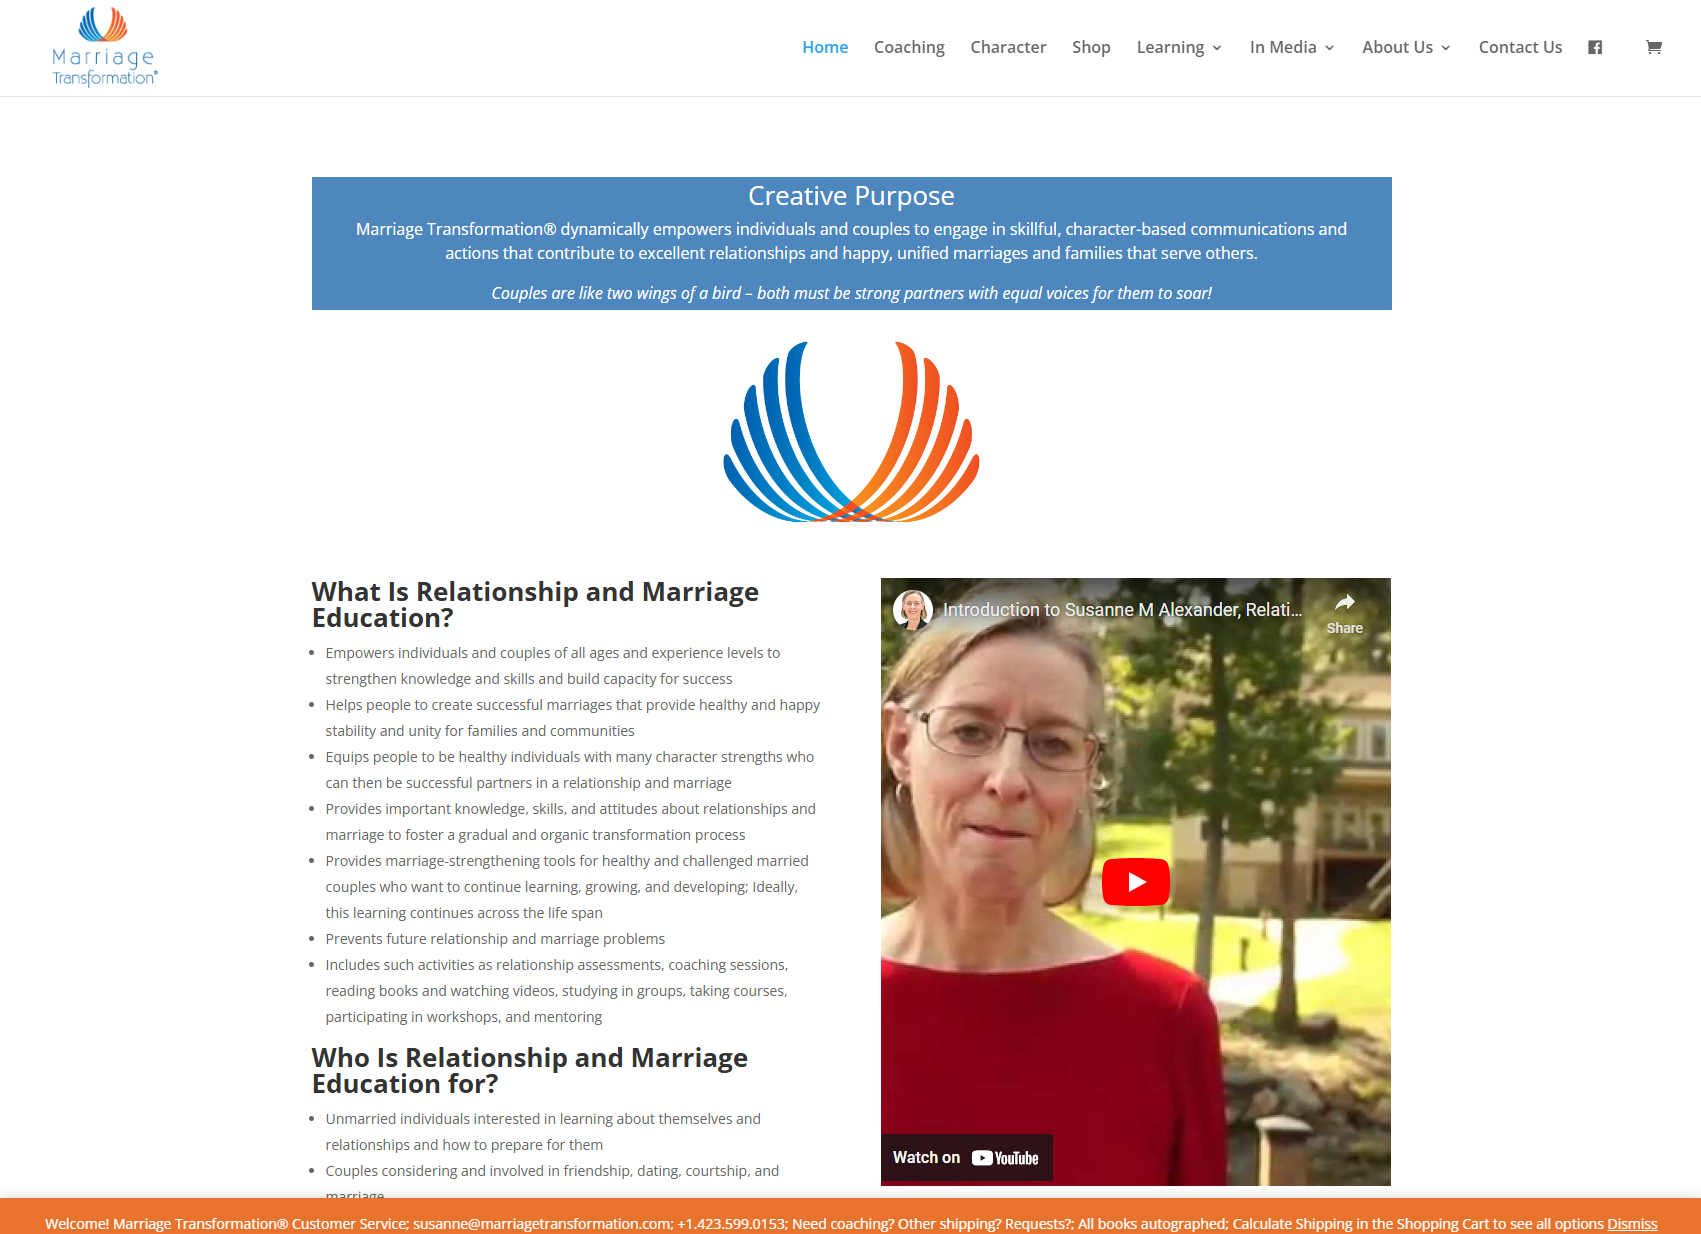 Marriage
Transformation®
Home
Coaching
Character
Shop
Learning
In Media
About Us
Contact Us
Creative Purpose
Marriage Transformation® dynamically empowers individuals and couples to engage in skillful, character-based communications and
actions that contribute to excellent relationships and happy, unified marriages and families that serve others.
Couples are like two wings of a bird – both must be strong partners with equal voices for them to soar!
What Is Relationship and Marriage
Education?
Empowers individuals and couples of all ages and experience levels to
strengthen knowledge and skills and build capacity for success
Helps people to create successful marriages that provide healthy and happy
stability and unity for families and communities
Equips people to be healthy individuals with many character strengths who
can then be successful partners in a relationship and marriage
Provides important knowledge, skills, and attitudes about relationships and
marriage to foster a gradual and organic transformation process
Provides marriage-strengthening tools for healthy and challenged married
couples who want to continue learning, growing, and developing; Ideally,
this learning continues across the life span
Prevents future relationship and marriage problems
Includes such activities as relationship assessments, coaching sessions,
reading books and watching videos, studying in groups, taking courses,
participating in workshops, and mentoring
Who Is Relationship and Marriage
Education for?
Unmarried individuals interested in learning about themselves and
relationships and how to prepare for them
Couples considering and involved in friendship, dating, courtship, and
marriage
Introduction to Susanne M Alexander, Relati...
Share
Watch on YouTube
Welcome! Marriage Transformation® Customer Service; susanne@marriagetransformation.com; +1.423.599.0153; Need coaching? Other shipping? Requests?; All books autographed; Calculate Shipping in the Shopping Cart to see all options Dismiss